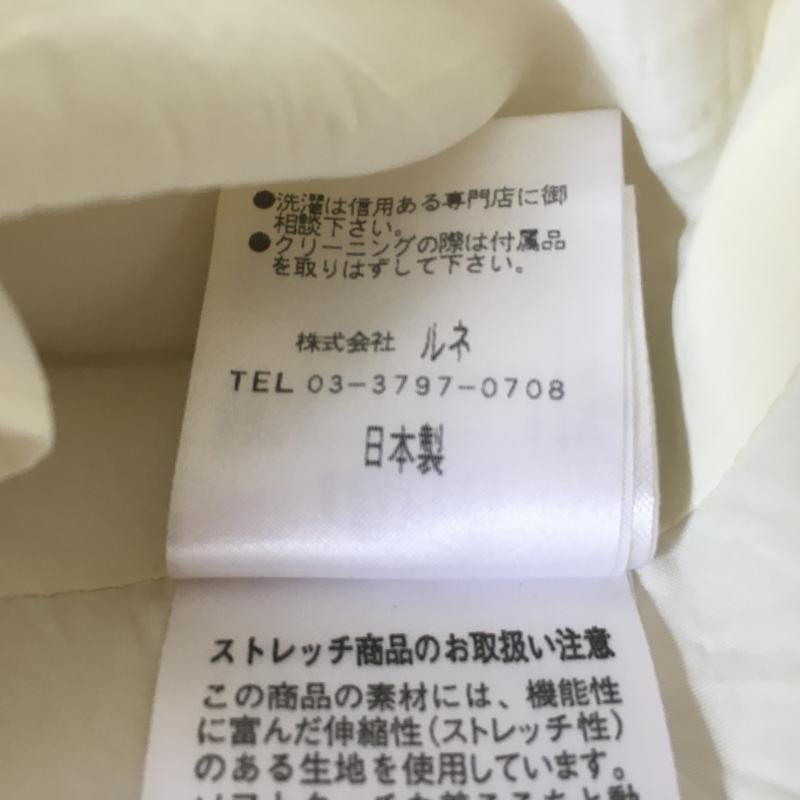 ●洗濯は信用ある専門店に御
相談下さい。
●クリーニングの際は付属品
を取りはずして下さい。
株式会社 ルネ
TEL 03-3797-0708
日本製
ストレッチ商品のお取扱い注意
この商品の素材には、機能性
に富んだ伸縮性(ストレッチ性)
のある生地を使用しています。